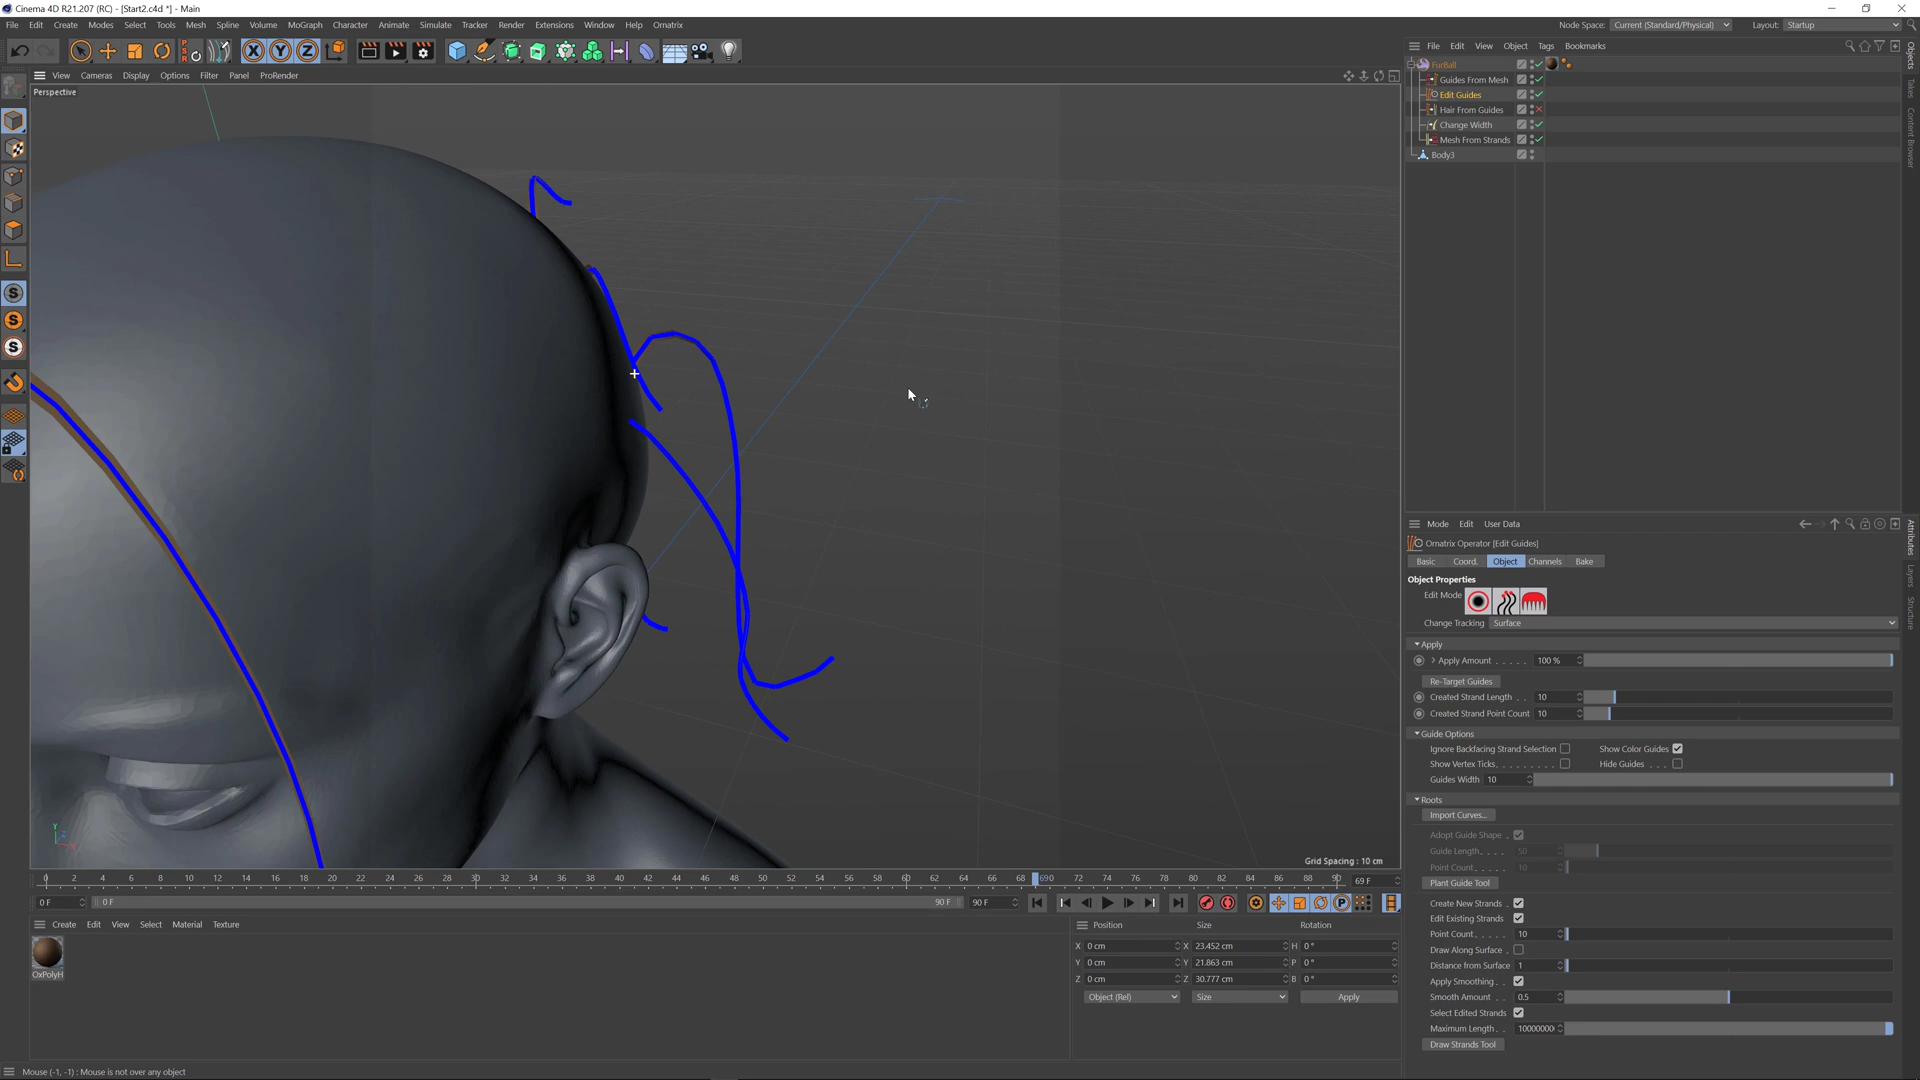 Cinema 4D R21.207 (RC) - [Start2.c4d *] - Main
File Edit Create Modes Select Tools Mesh Spline Volume MoGraph Character Animate Simulate Tracker Render Extensions Window Help Ornatrix
Node Space: Current (Standard/Physical) Layout: Startup
File Edit View Object Tags Bookmarks
View Cameras Display Options Filter Panel ProRender
Perspective
FurBall
Guides From Mesh
Edit Guides
Hair From Guides
Change Width
Mesh From Strands
Body3
Objects
Takes
Content Browser
Attributes
Layers
Structure
Mode Edit User Data
Ornatrix Operator [Edit Guides]
Basic Coord. Object Channels Bake
Object Properties
Edit Mode
Change Tracking Surface
Apply
Apply Amount . . . . . 100 %
Re-Target Guides
Created Strand Length . . 10
Created Strand Point Count 10
Guide Options
Ignore Backfacing Strand Selection Show Color Guides
Show Vertex Ticks. . . . . . . . . Hide Guides . . .
Guides Width 10
Roots
Import Curves...
Adopt Guide Shape .
Guide Length. . . . . 50
Point Count. . . . . 10
Plant Guide Tool
Create New Strands .
Edit Existing Strands
Point Count. . . . . 10
Draw Along Surface .
Distance from Surface 1
Apply Smoothing . .
Smooth Amount . . 0.5
Select Edited Strands
Maximum Length. . 10000000
Draw Strands Tool
Grid Spacing : 10 cm
0 2 4 6 8 10 12 14 16 18 20 22 24 26 28 30 32 34 36 38 40 42 44 46 48 50 52 54 56 58 60 62 64 66 68 690 72 74 76 78 80 82 84 86 88 90 69 F
0 F 0 F 90 F 90 F
Create Edit View Select Material Texture
OxPolyH
Position Size Rotation
X 0 cm X 23.452 cm H 0 °
Y 0 cm Y 21.863 cm P 0 °
Z 0 cm Z 30.777 cm B 0 °
Object (Rel) Size Apply
Mouse (-1, -1) : Mouse is not over any object